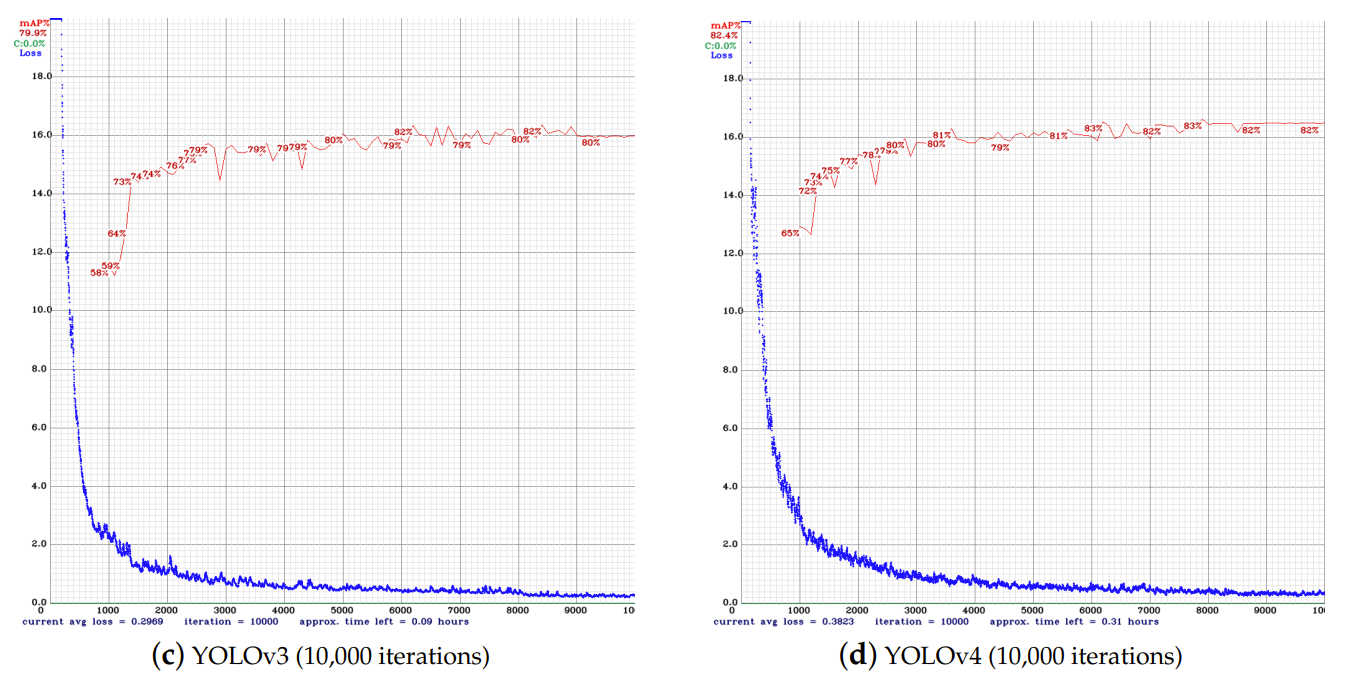 mAP%
79.9%
C:0.0%
Loss
18.0
16.0
14.0
12.0
10.0
8.0
6.0
4.0
2.0
0.0
58% 59% 64% 73% 74% 74% 76% 77% 79% 79% 79% 80% 79% 82% 79% 80% 82% 80%
0 1000 2000 3000 4000 5000 6000 7000 8000 9000 10
current avg loss = 0.2969 iteration = 10000 approx. time left = 0.09 hours
(c) YOLOv3 (10,000 iterations)
mAP%
82.4%
C:0.0%
Loss
18.0
16.0
14.0
12.0
10.0
8.0
6.0
4.0
2.0
0.0
65% 72% 73% 74% 75% 77% 80% 81% 80% 79% 81% 83% 82% 83% 82% 82%
0 1000 2000 3000 4000 5000 6000 7000 8000 9000 10
current avg loss = 0.3823 iteration = 10000 approx. time left = 0.31 hours
(d) YOLOv4 (10,000 iterations)